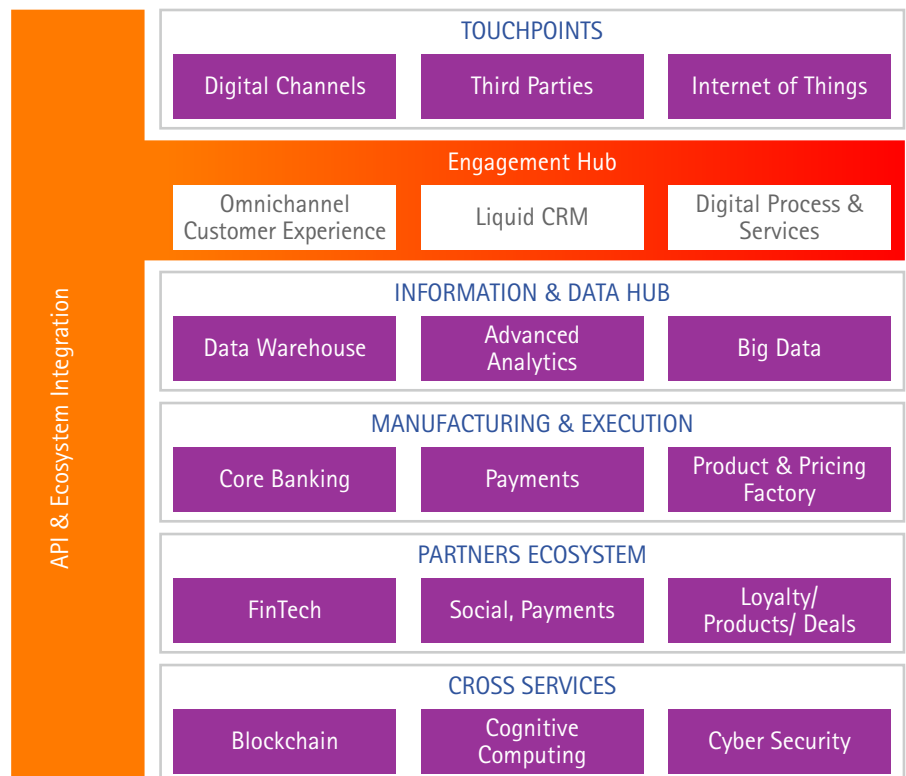 TOUCHPOINTS
Digital Channels
Third Parties
Internet of Things
Engagement Hub
Omnichannel
Customer Experience
Liquid CRM
Digital Process &
Services
INFORMATION & DATA HUB
Data Warehouse
Advanced
Analytics
Big Data
MANUFACTURING & EXECUTION
Core Banking
Payments
Product & Pricing
Factory
PARTNERS ECOSYSTEM
FinTech
Social, Payments
Loyalty/
Products/ Deals
CROSS SERVICES
Blockchain
Cognitive
Computing
Cyber Security
API & Ecosystem Integration